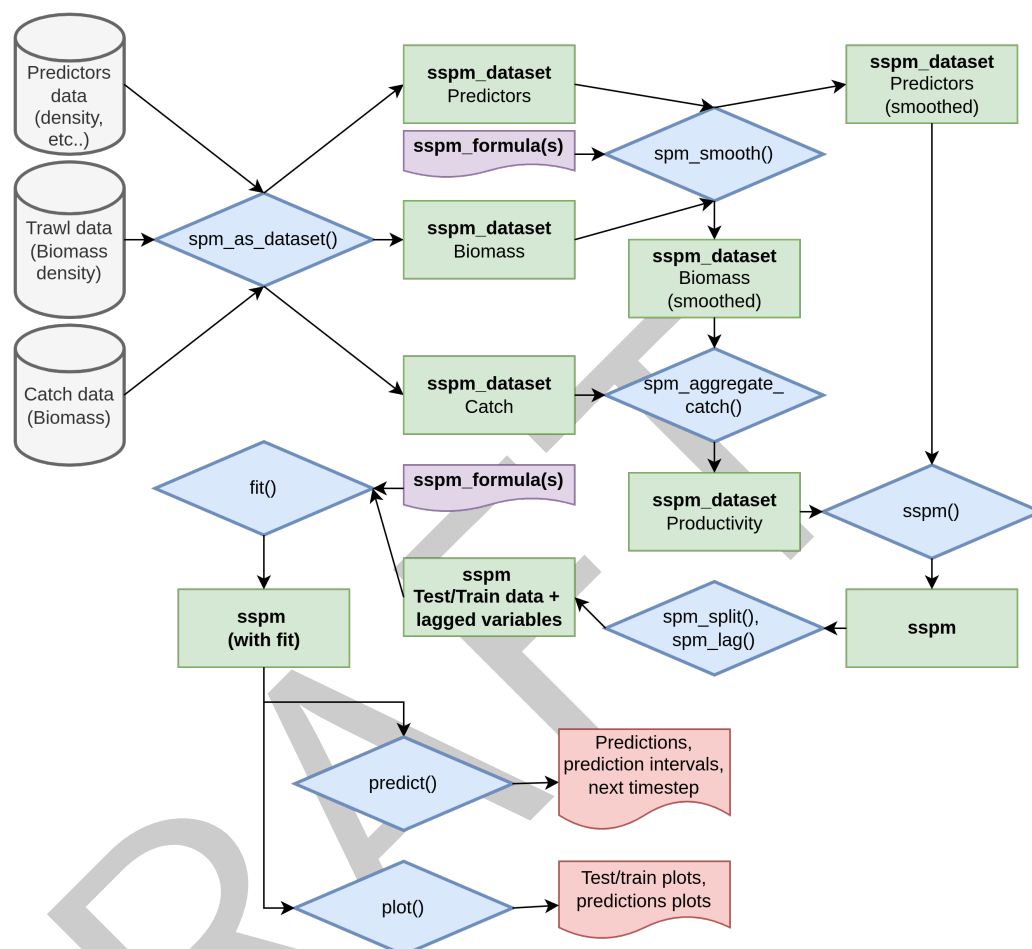 Predictors
data
(density,
etc..)
sspm_dataset
Predictors
sspm_dataset
Predictors
(smoothed)
sspm_formula(s)
spm_smooth()
Trawl data
(Biomass
density)
spm_as_dataset()
sspm_dataset
Biomass
sspm_dataset
Biomass
(smoothed)
Catch data
(Biomass)
sspm_dataset
Catch
spm_aggregate_
catch()
fit()
sspm_formula(s)
sspm_dataset
Productivity
sspm()
sspm
Test/Train data +
lagged variables
spm_split(),
spm_lag()
sspm
sspm
(with fit)
predict()
Predictions,
prediction intervals,
next timestep
plot()
Test/train plots,
predictions plots